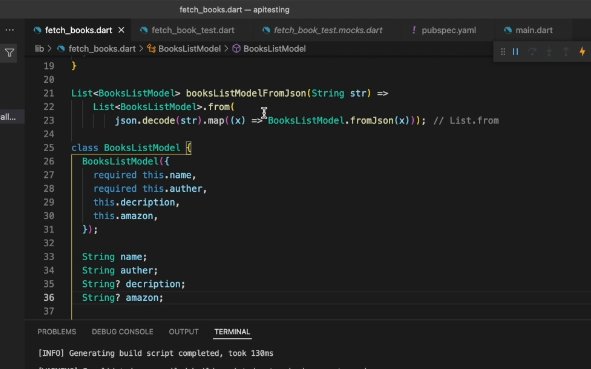 fetch_books.dart — apitesting
fetch_books.dart
fetch_book_test.dart
fetch_book_test.mocks.dart
! pubspec.yaml
main.dart
lib > fetch_books.dart > BooksListModel > BooksListModel
19 }
20
21 List<BooksListModel> booksListModelFromJson(String str) =>
22 List<BooksListModel>.from(
all... 23 json.decode(str).map((x) => BooksListModel.fromJson(x))); // List.from
24
25 class BooksListModel {
26 BooksListModel({
27 required this.name,
28 required this.auther,
29 this.decription,
30 this.amazon,
31 });
32
33 String name;
34 String auther;
35 String? decription;
36 String? amazon;
37
PROBLEMS DEBUG CONSOLE OUTPUT TERMINAL
[INFO] Generating build script completed, took 130ms